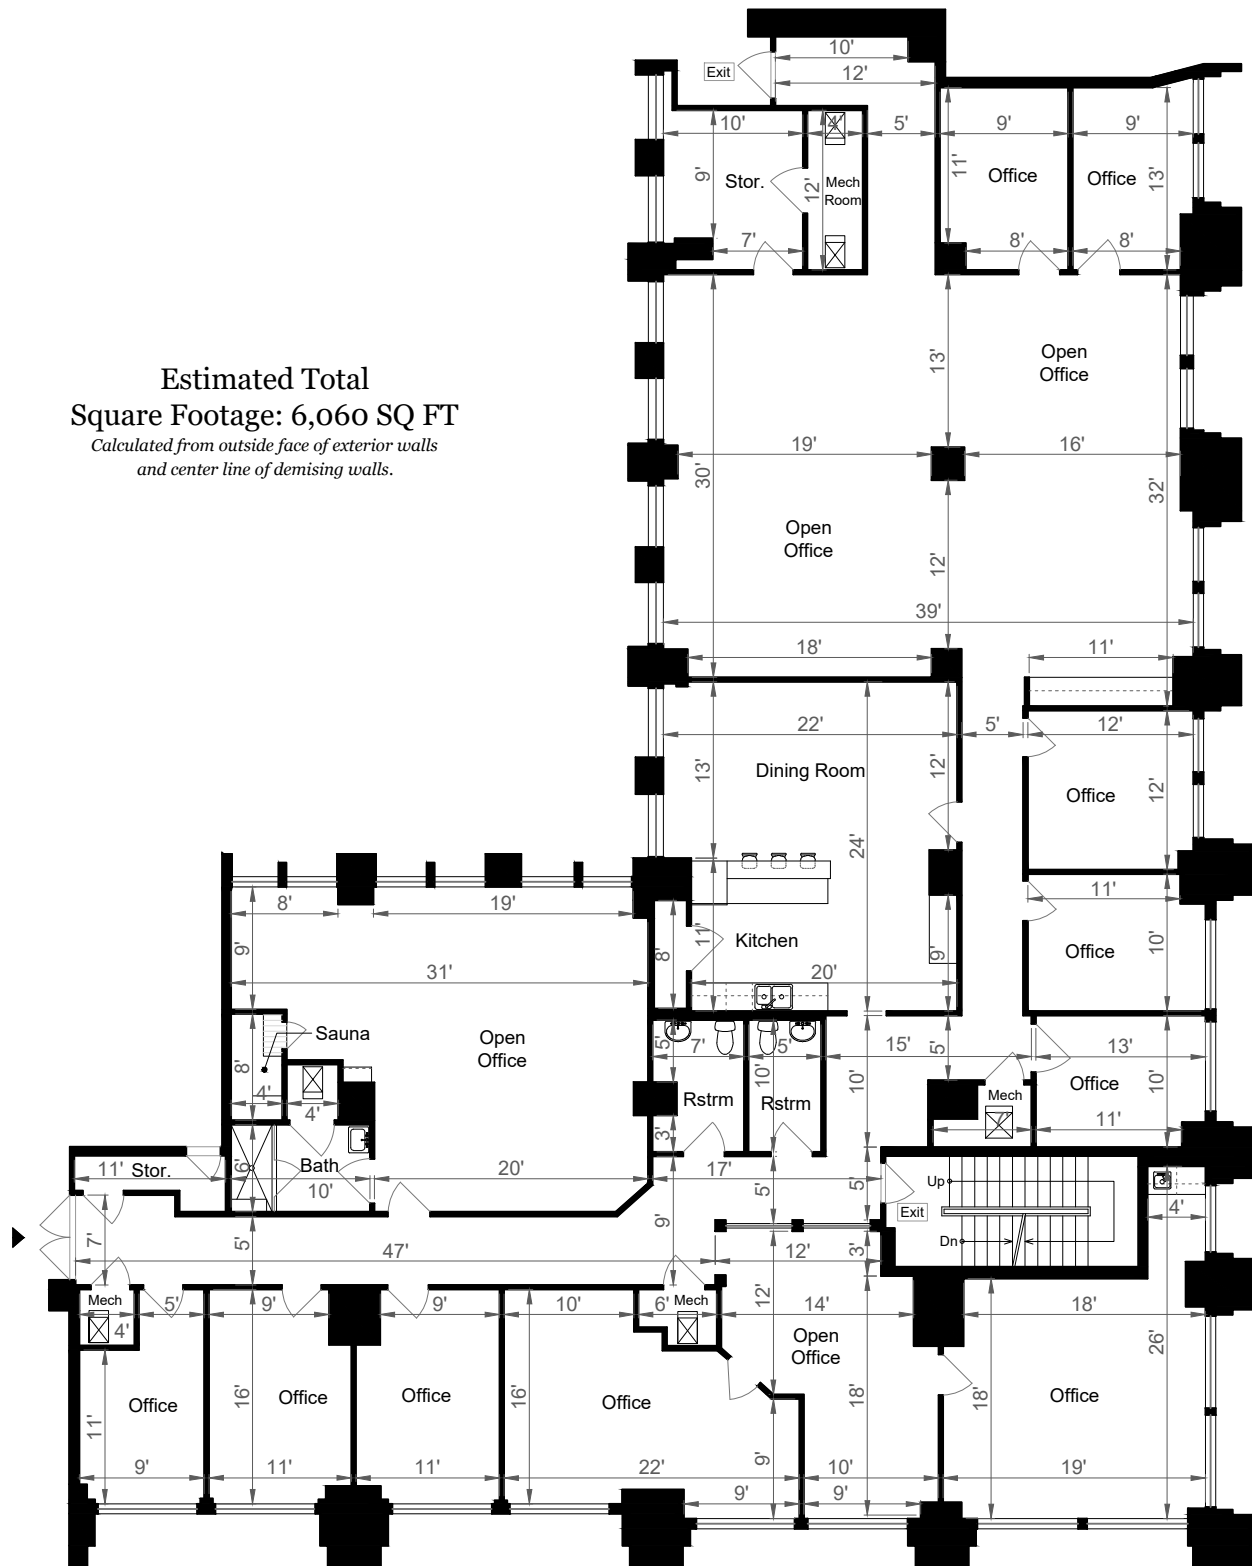 10'
Exit
12'
10'
4'
5'
9'
9'
9'
11'
13'
Stor.
12'
Mech
Room
Office
Office
7'
8'
8'
Estimated Total
Square Footage: 6,060 SQ FT
Calculated from outside face of exterior walls
and center line of demising walls.
13'
Open
Office
19'
16'
30'
32'
Open
Office
12'
39'
18'
11'
22'
5'
12'
13'
Dining Room
12'
Office
12'
24'
8'
19'
11'
9'
Kitchen
8'
11'
9'
Office
10'
31'
20'
Sauna
Open
Office
8'
4'
4'
5'
7'
5'
15'
5'
13'
10'
10'
Office
10'
Rstrm
Rstrm
Mech
7'
11'
3'
11'
Stor.
6'
Bath
10'
20'
17'
5'
5'
Up
Exit
4'
7'
5'
47'
9'
12'
3'
Dn
Mech
4'
5'
9'
9'
10'
6'
Mech
12'
14'
18'
26'
Open
Office
11'
Office
16'
Office
Office
16'
Office
18'
18'
Office
9'
11'
11'
22'
9'
10'
19'
9'
9'